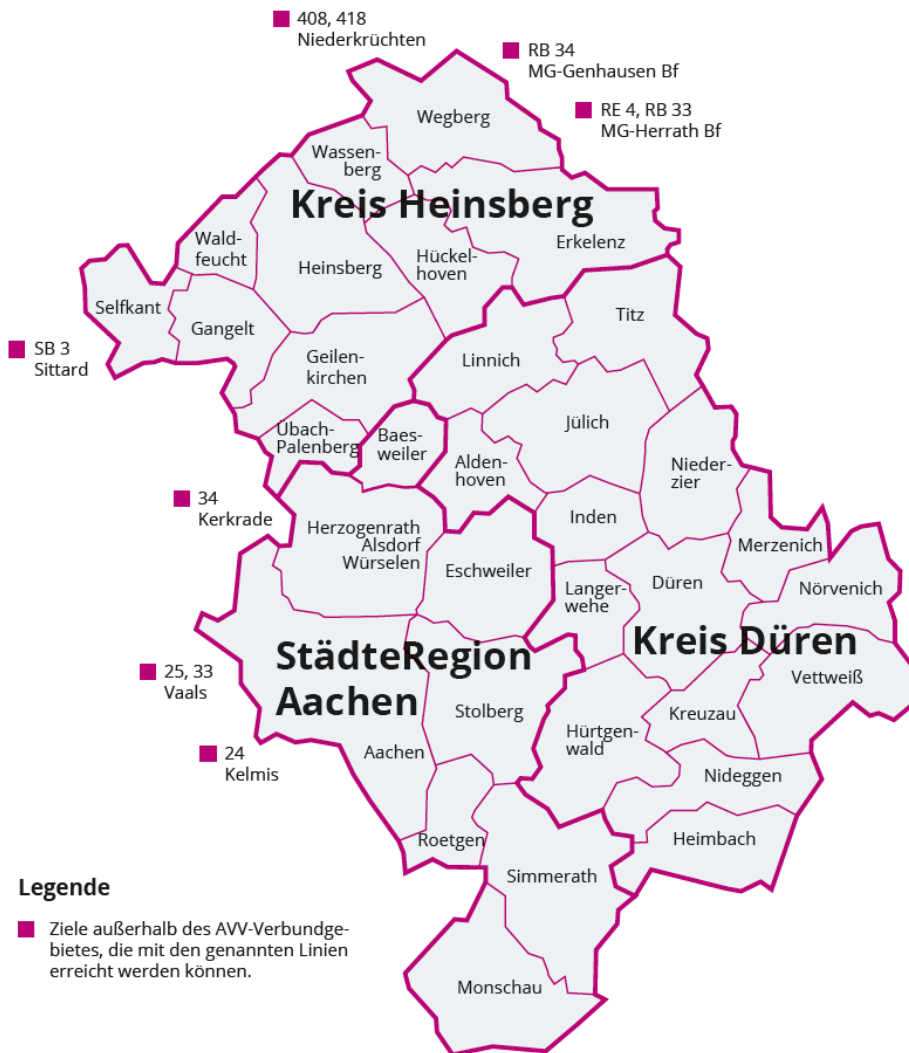 408, 418
Niederkrüchten
RB 34
MG-Genhausen Bf
RE 4, RB 33
MG-Herrath Bf
Wegberg
Wassen-
berg
Kreis Heinsberg
Wald-
feucht
Heinsberg
Hückel-
hoven
Erkelenz
Selfkant
Gangelt
Titz
SB 3
Sittard
Geilen-
kirchen
Linnich
Übach-
Palenberg
Baes-
weiler
Jülich
Alden-
hoven
Nieder-
zier
34
Kerkrade
Herzogenrath
Alsdorf
Würselen
Inden
Merzenich
Eschweiler
Langer-
wehe
Düren
Nörvenich
StädteRegion
Aachen
Kreis Düren
25, 33
Vaals
Vettweiß
Stolberg
Kreuzau
Hürtgen-
wald
24
Kelmis
Aachen
Nideggen
Roetgen
Heimbach
Simmerath
Monschau
Legende
Ziele außerhalb des AVV-Verbundge-
bietes, die mit den genannten Linien
erreicht werden können.